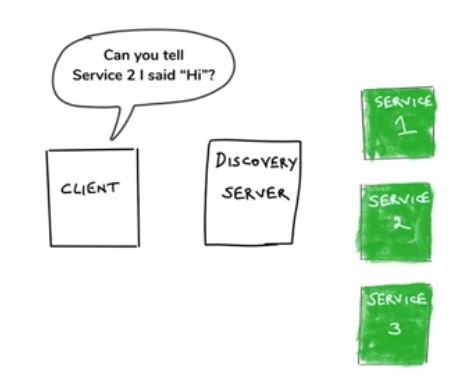 Can you tell
Service 2 I said “Hi”?
CLIENT
DISCOVERY
SERVER
SERVICE
1
SERVICE
2
SERVICE
3